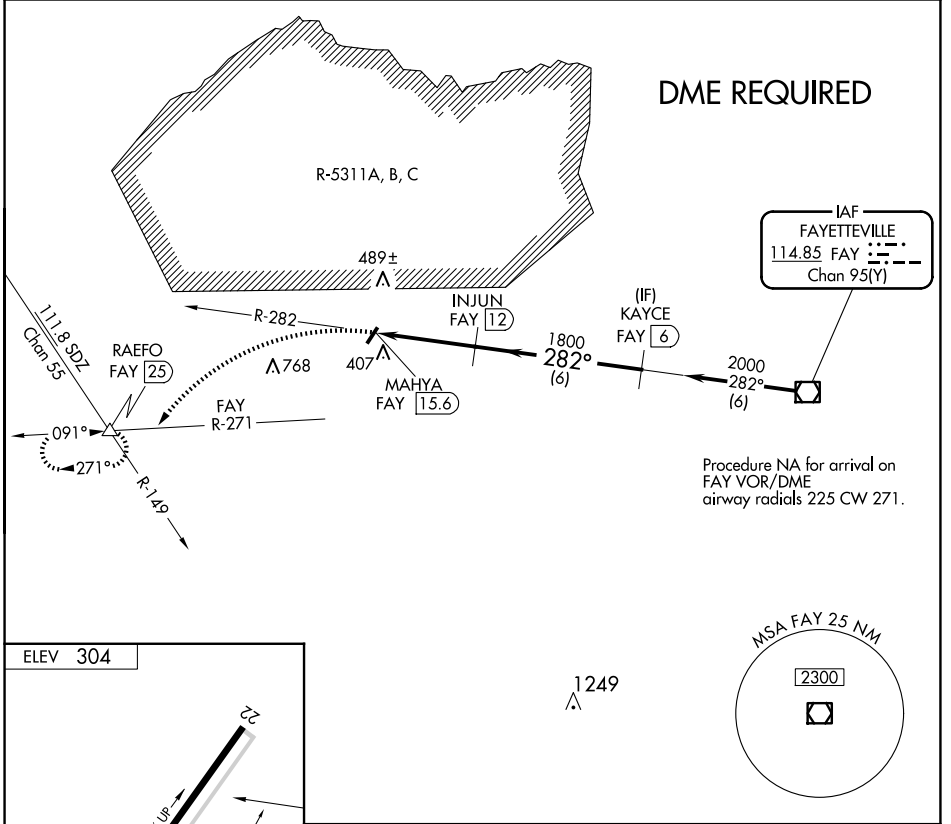 DME REQUIRED
R-5311A, B, C
IAF
FAYETTEVILLE
114.85 FAY
Chan 95(Y)
489±
INJUN
FAY 12
(IF)
KAYCE
FAY 6
R-282
1800
282°
(6)
2000
282°
(6)
111.8 SDZ
Chan 55
RAEFO
FAY 25
768
407
MAHYA
FAY 15.6
FAY
R-271
091°
271°
R-149
Procedure NA for arrival on
FAY VOR/DME
airway radials 225 CW 271.
ELEV 304
MSA FAY 25 NM
2300
1249
22
UP